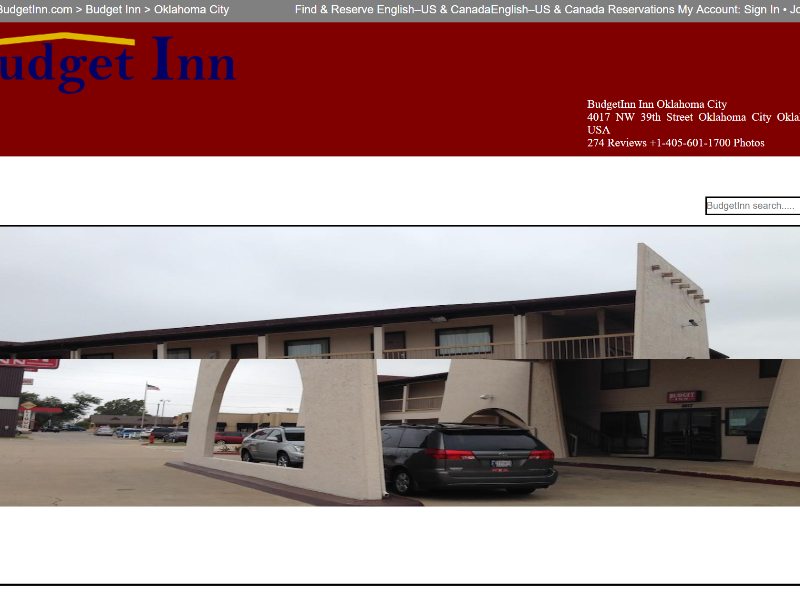 BudgetInn.com > Budget Inn > Oklahoma City
Find & Reserve English–US & CanadaEnglish–US & Canada Reservations My Account: Sign In • Jo
udget Inn
BudgetInn Inn Oklahoma City
4017 NW 39th Street Oklahoma City Okla
USA
274 Reviews +1-405-601-1700 Photos
BudgetInn search.....
BUDGET
INN